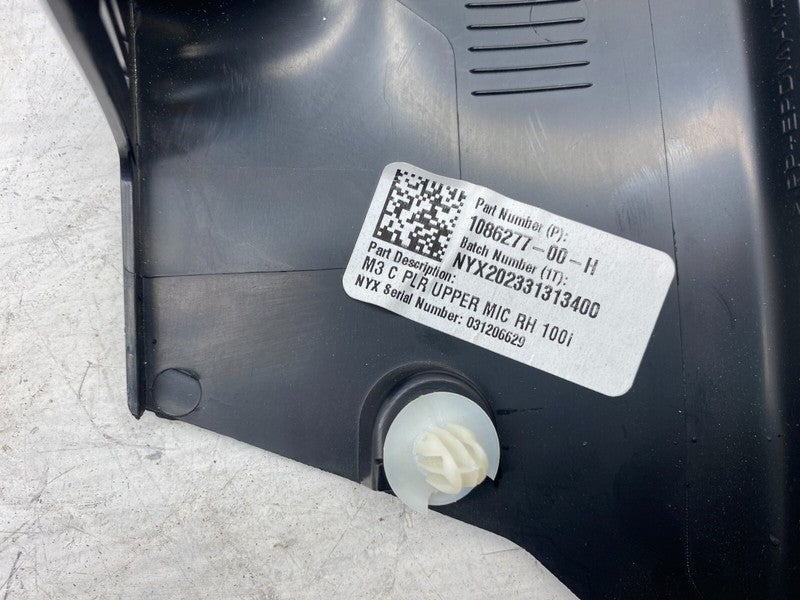 Part Number (P):
1086277-00-H
Batch Number (1T):
NYX202331313400
Part Description:
M3 C PLR UPPER MIC RH 100i
NYX Serial Number: 031206629